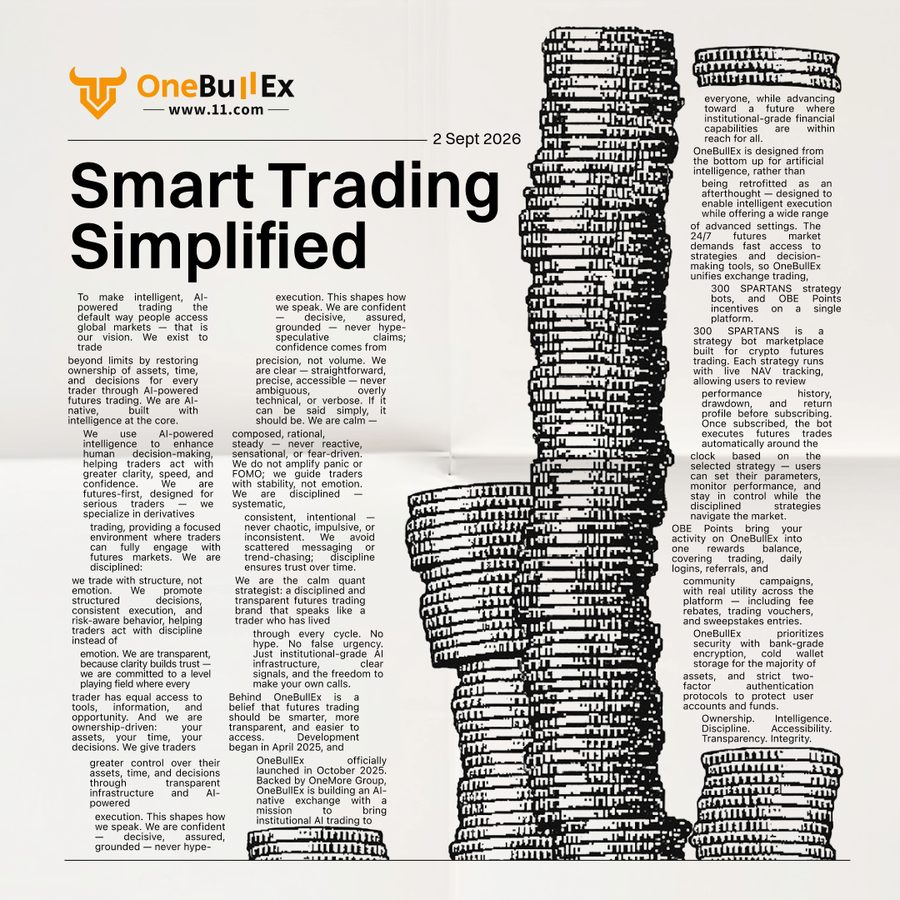 OneBullEx
www.11.com
2 Sept 2026
Smart Trading
Simplified
To make intelligent, AI-
powered trading the
default way people access
global markets — that is
our vision. We exist to
trade
beyond limits by restoring
ownership of assets, time,
and decisions for every
trader through AI-powered
futures trading. We are AI-
native, built with
intelligence at the core.
We use AI-powered
intelligence to enhance
human decision-making,
helping traders act with
greater clarity, speed, and
confidence. We are
futures-first, designed for
serious traders — we
specialize in derivatives
trading, providing a focused
environment where traders
can fully engage with
futures markets. We are
disciplined:
we trade with structure, not
emotion. We promote
structured decisions,
consistent execution, and
risk-aware behavior, helping
traders act with discipline
instead of
emotion. We are transparent,
because clarity builds trust —
we are committed to a level
playing field where every
trader has equal access to
tools, information, and
opportunity. And we are
ownership-driven: your
assets, your time, your
decisions. We give traders
greater control over their
assets, time, and decisions
through transparent
infrastructure and AI-
powered
execution. This shapes how
we speak. We are confident
— decisive, assured,
grounded — never hype-
execution. This shapes how
we speak. We are confident
— decisive, assured,
grounded — never hype-
speculative claims;
confidence comes from
precision, not volume. We
are clear — straightforward,
precise, accessible — never
ambiguous, overly
technical, or verbose. If it
can be said simply, it
should be. We are calm —
composed, rational,
steady — never reactive,
sensational, or fear-driven.
We do not amplify panic or
FOMO; we guide traders
with stability, not emotion.
We are disciplined —
systematic,
consistent, intentional —
never chaotic, impulsive, or
inconsistent. We avoid
scattered messaging or
trend-chasing; discipline
ensures trust over time.
We are the calm quant
strategist: a disciplined and
transparent futures trading
brand that speaks like a
trader who has lived
through every cycle. No
hype. No false urgency.
Just institutional-grade AI
infrastructure, clear
signals, and the freedom to
make your own calls.
Behind OneBullEx is a
belief that futures trading
should be smarter, more
transparent, and easier to
access. Development
began in April 2025, and
OneBullEx officially
launched in October 2025.
Backed by OneMore Group,
OneBullEx is building an AI-
native exchange with a
mission to bring
institutional AI trading to
everyone, while advancing
toward a future where
institutional-grade financial
capabilities are within
reach for all.
OneBullEx is designed from
the bottom up for artificial
intelligence, rather than
being retrofitted as an
afterthought — designed to
enable intelligent execution
while offering a wide range
of advanced settings. The
24/7 futures market
demands fast access to
strategies and decision-
making tools, so OneBullEx
unifies exchange trading,
300 SPARTANS strategy
bots, and OBE Points
incentives on a single
platform.
300 SPARTANS is a
strategy bot marketplace
built for crypto futures
trading. Each strategy runs
with live NAV tracking,
allowing users to review
performance history,
drawdown, and return
profile before subscribing.
Once subscribed, the bot
executes futures trades
automatically around the
clock based on the
selected strategy — users
can set their parameters,
monitor performance, and
stay in control while the
disciplined strategies
navigate the market.
OBE Points bring your
activity on OneBullEx into
one rewards balance,
covering trading, daily
logins, referrals, and
community campaigns,
with real utility across the
platform — including fee
rebates, trading vouchers,
and sweepstakes entries.
OneBullEx prioritizes
security with bank-grade
encryption, cold wallet
storage for the majority of
assets, and strict two-
factor authentication
protocols to protect user
accounts and funds.
Ownership. Intelligence.
Discipline. Accessibility.
Transparency. Integrity.